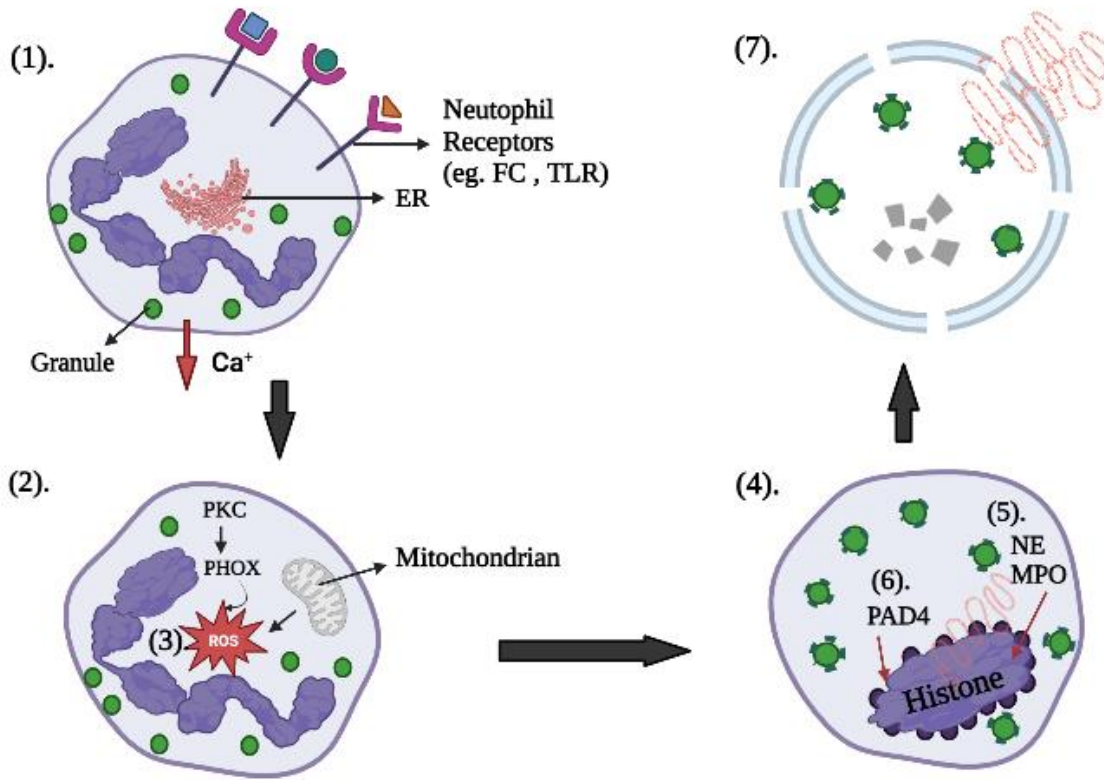 (1).
Neutophil
Receptors
(eg. FC , TLR)
ER
Granule
Ca⁺
(2).
PKC
PHOX
Mitochondrian
(3).
ROS
(4).
(5).
NE
MPO
(6).
PAD4
Histone
(7).